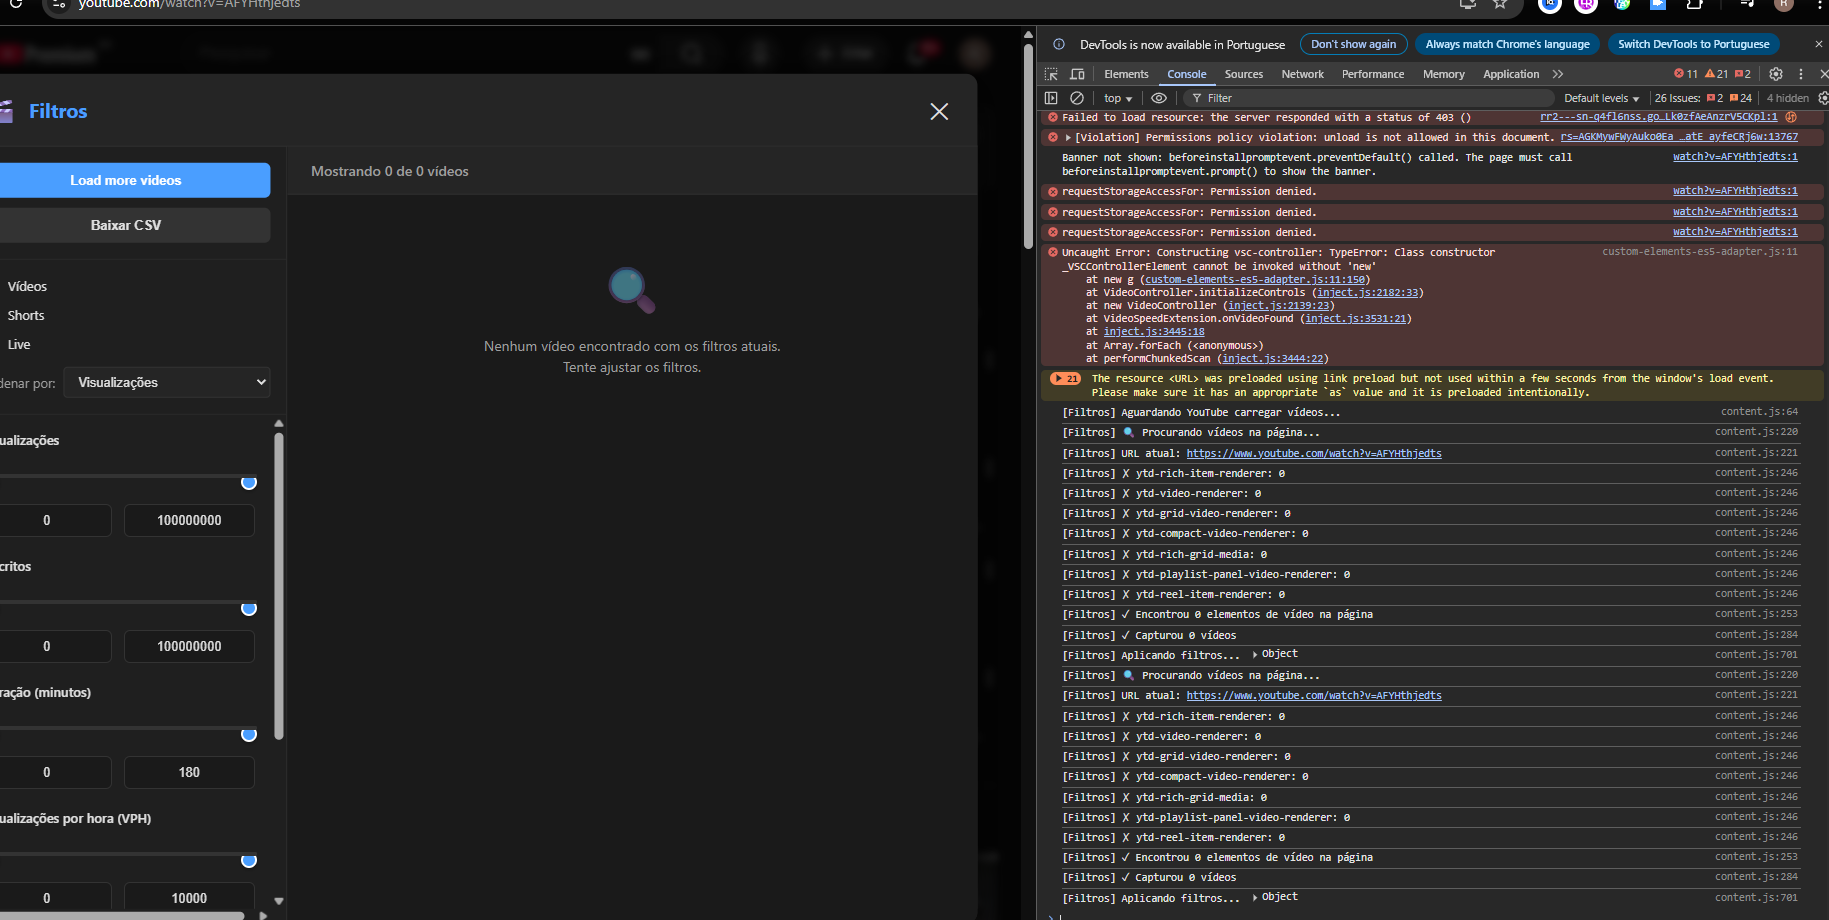 youtube.com/watch?v=AFYHthjedts
Premium
Filtros
Load more videos
Baixar CSV
Vídeos
Shorts
Live
denar por:
Visualizações
ualizações
0
100000000
critos
0
100000000
ração (minutos)
0
180
ualizações por hora (VPH)
0
10000
Mostrando 0 de 0 vídeos
Nenhum vídeo encontrado com os filtros atuais.
Tente ajustar os filtros.
DevTools is now available in Portuguese
Don't show again
Always match Chrome's language
Switch DevTools to Portuguese
Elements Console Sources Network Performance Memory Application
11 21 2
top
Filter
Default levels
26 Issues: 2 24
4 hidden
Failed to load resource: the server responded with a status of 403 () rr2---sn-q4fl6nss.go…Lk0zfAeAnzrV5CKpl:1
[Violation] Permissions policy violation: unload is not allowed in this document. rs=AGKMywFWyAuko0Ea …atE ayfeCRj6w:13767
Banner not shown: beforeinstallpromptevent.preventDefault() called. The page must call watch?v=AFYHthjedts:1
beforeinstallpromptevent.prompt() to show the banner.
requestStorageAccessFor: Permission denied. watch?v=AFYHthjedts:1
requestStorageAccessFor: Permission denied. watch?v=AFYHthjedts:1
requestStorageAccessFor: Permission denied. watch?v=AFYHthjedts:1
Uncaught Error: Constructing vsc-controller: TypeError: Class constructor custom-elements-es5-adapter.js:11
_VSCControllerElement cannot be invoked without 'new'
at new g (custom-elements-es5-adapter.js:11:150)
at VideoController.initializeControls (inject.js:2182:33)
at new VideoController (inject.js:2139:23)
at VideoSpeedExtension.onVideoFound (inject.js:3531:21)
at inject.js:3445:18
at Array.forEach (<anonymous>)
at performChunkedScan (inject.js:3444:22)
21 The resource <URL> was preloaded using link preload but not used within a few seconds from the window's load event.
Please make sure it has an appropriate `as` value and it is preloaded intentionally.
[Filtros] Aguardando YouTube carregar vídeos... content.js:64
[Filtros] 🔍 Procurando vídeos na página... content.js:220
[Filtros] URL atual: https://www.youtube.com/watch?v=AFYHthjedts content.js:221
[Filtros] ✗ ytd-rich-item-renderer: 0 content.js:246
[Filtros] ✗ ytd-video-renderer: 0 content.js:246
[Filtros] ✗ ytd-grid-video-renderer: 0 content.js:246
[Filtros] ✗ ytd-compact-video-renderer: 0 content.js:246
[Filtros] ✗ ytd-rich-grid-media: 0 content.js:246
[Filtros] ✗ ytd-playlist-panel-video-renderer: 0 content.js:246
[Filtros] ✗ ytd-reel-item-renderer: 0 content.js:246
[Filtros] ✓ Encontrou 0 elementos de vídeo na página content.js:253
[Filtros] ✓ Capturou 0 vídeos content.js:284
[Filtros] Aplicando filtros... Object content.js:701
[Filtros] 🔍 Procurando vídeos na página... content.js:220
[Filtros] URL atual: https://www.youtube.com/watch?v=AFYHthjedts content.js:221
[Filtros] ✗ ytd-rich-item-renderer: 0 content.js:246
[Filtros] ✗ ytd-video-renderer: 0 content.js:246
[Filtros] ✗ ytd-grid-video-renderer: 0 content.js:246
[Filtros] ✗ ytd-compact-video-renderer: 0 content.js:246
[Filtros] ✗ ytd-rich-grid-media: 0 content.js:246
[Filtros] ✗ ytd-playlist-panel-video-renderer: 0 content.js:246
[Filtros] ✗ ytd-reel-item-renderer: 0 content.js:246
[Filtros] ✓ Encontrou 0 elementos de vídeo na página content.js:253
[Filtros] ✓ Capturou 0 vídeos content.js:284
[Filtros] Aplicando filtros... Object content.js:701